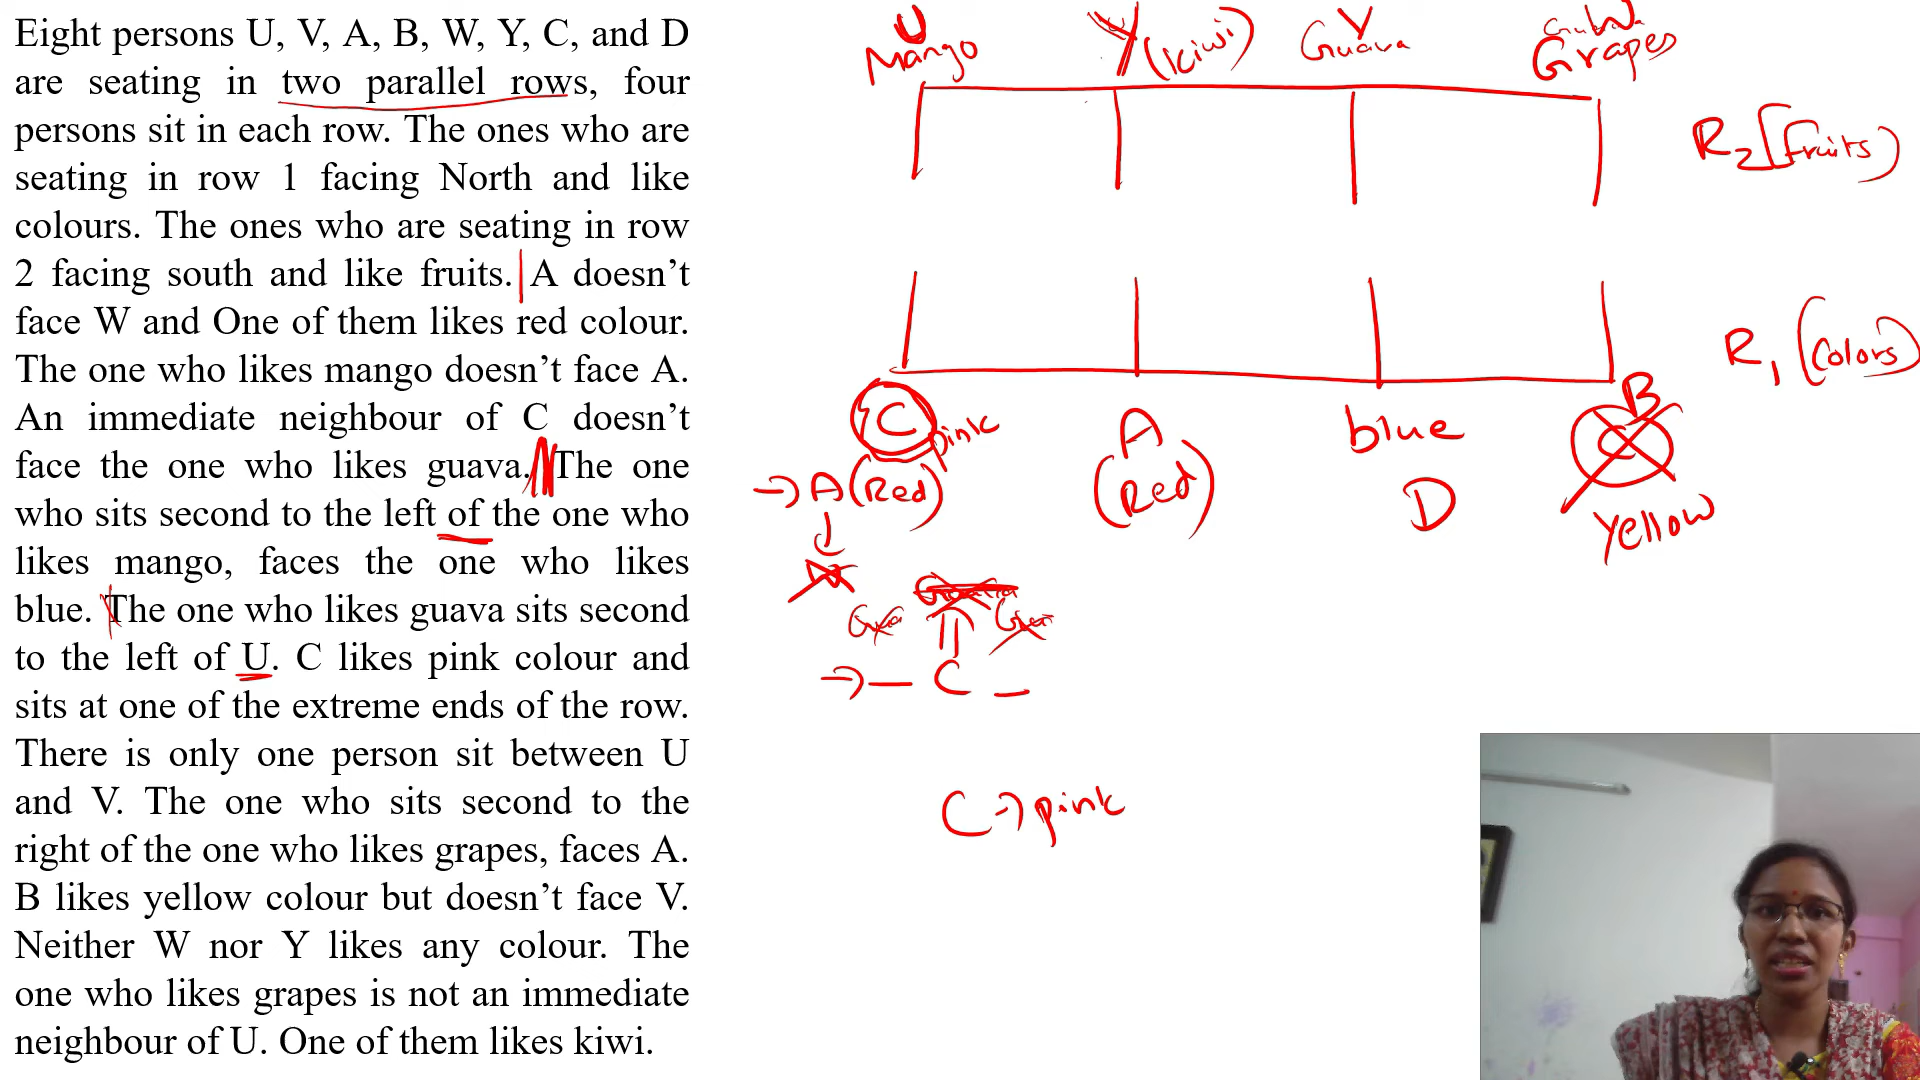 Eight persons U, V, A, B, W, Y, C, and D
are seating in two parallel rows, four
persons sit in each row. The ones who are
seating in row 1 facing North and like
colours. The ones who are seating in row
2 facing south and like fruits. A doesn’t
face W and One of them likes red colour.
The one who likes mango doesn’t face A.
An immediate neighbour of C doesn’t
face the one who likes guava. The one
who sits second to the left of the one who
likes mango, faces the one who likes
blue. The one who likes guava sits second
to the left of U. C likes pink colour and
sits at one of the extreme ends of the row.
There is only one person sit between U
and V. The one who sits second to the
right of the one who likes grapes, faces A.
B likes yellow colour but doesn’t face V.
Neither W nor Y likes any colour. The
one who likes grapes is not an immediate
neighbour of U. One of them likes kiwi.
U Y V W
Mango (kiwi) Guava Grapes
R2 (Fruits)
R1 (Colors)
C pink A blue B
C
→ A (Red) (Red) D Yellow
→ — C —
C → pink